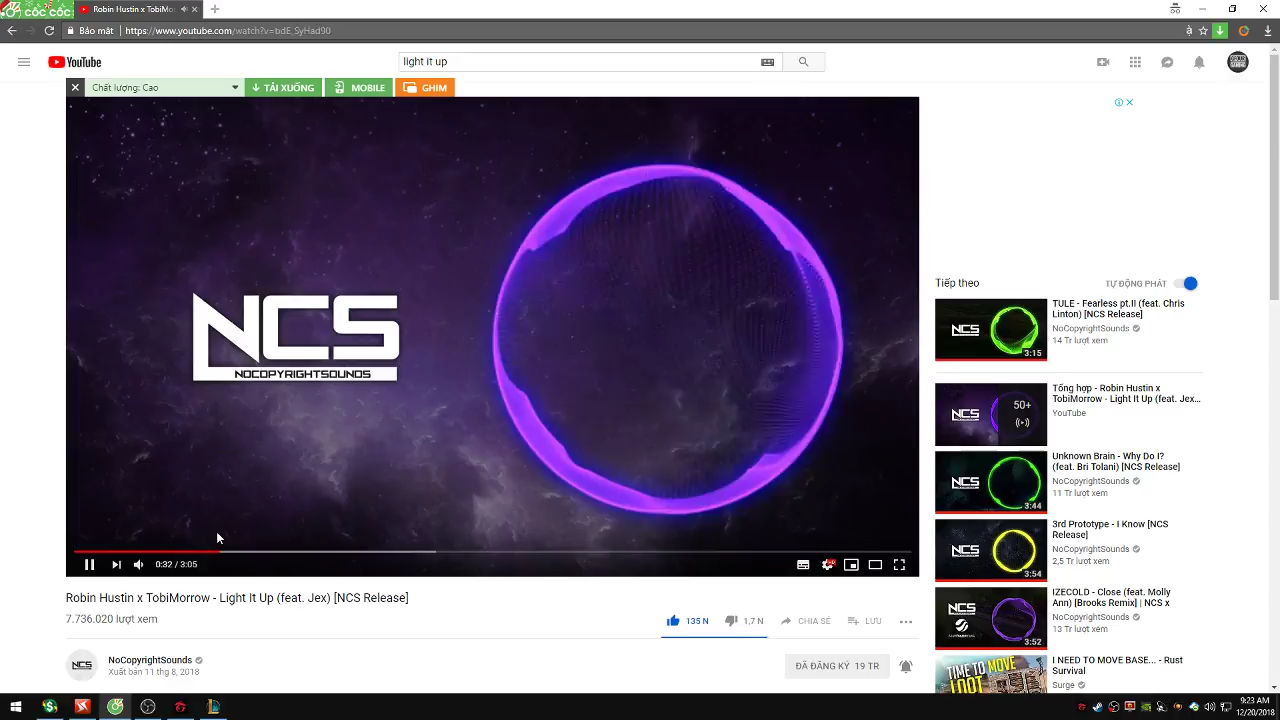 CỐC CỐC
Robin Hustin x TobiMorro
Bảo mật
https://www.youtube.com/watch?v=bdE_SyHad90
YouTube
light it up
Chất lượng: Cao
TẢI XUỐNG
MOBILE
GHIM
NCS
NOCOPYRIGHTSOUNDS
0:32 / 3:05
Robin Hustin x TobiMorrow - Light It Up (feat. Jex) [NCS Release]
7.736.020 lượt xem
135 N
1,7 N
CHIA SẺ
LƯU
NCS
NoCopyrightSounds
Xuất bản 11 thg 8, 2018
ĐÃ ĐĂNG KÝ 19 TR
Tiếp theo
TỰ ĐỘNG PHÁT
NCS
3:15
TULE - Fearless pt.II (feat. Chris
Linton) [NCS Release]
NoCopyrightSounds
14 Tr lượt xem
NCS
50+
Tổng hợp - Robin Hustin x
TobiMorrow - Light It Up (feat. Jex...
YouTube
NCS
3:44
Unknown Brain - Why Do I?
(feat. Bri Tolani) [NCS Release]
NoCopyrightSounds
11 Tr lượt xem
NCS
3:54
3rd Prototype - I Know [NCS
Release]
NoCopyrightSounds
2,5 Tr lượt xem
NCS
3:52
IZECOLD - Close (feat. Molly
Ann) [Brooks Remix] | NCS x
NoCopyrightSounds
13 Tr lượt xem
TIME TO MOVE
LOOT
I NEED TO MOVE BASE... - Rust
Survival
Surge
9:23 AM
12/20/2018